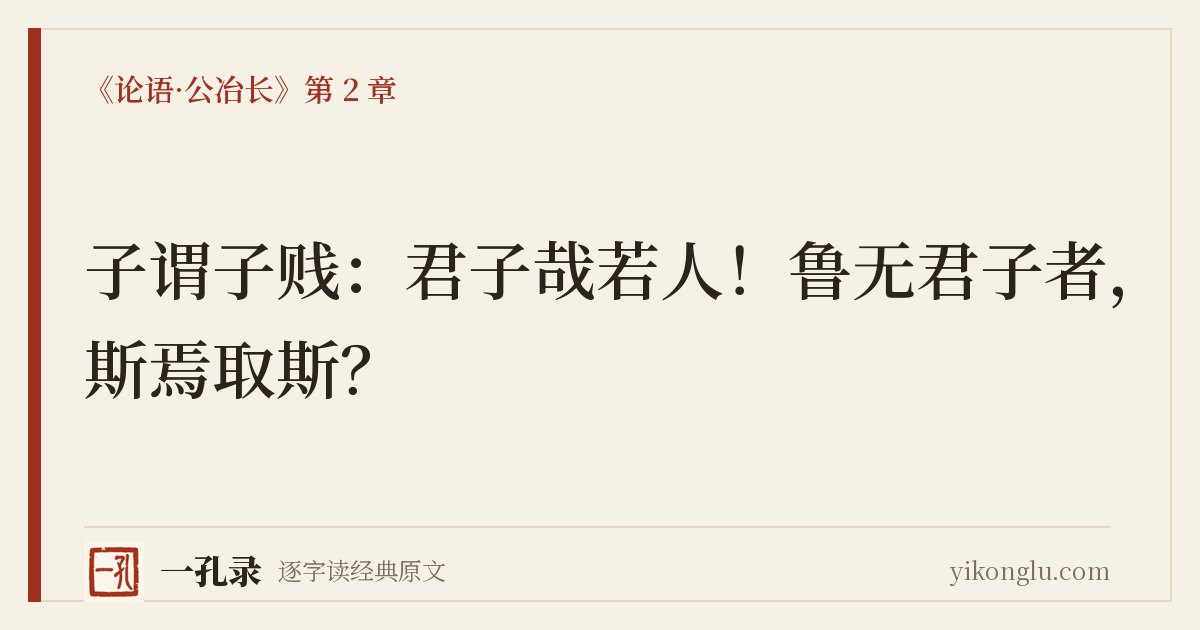 《论语·公冶长》第 2 章
子谓子贱：君子哉若人！鲁无君子者，
斯焉取斯？
一孔
一孔录 逐字读经典原文 yikonglu.com